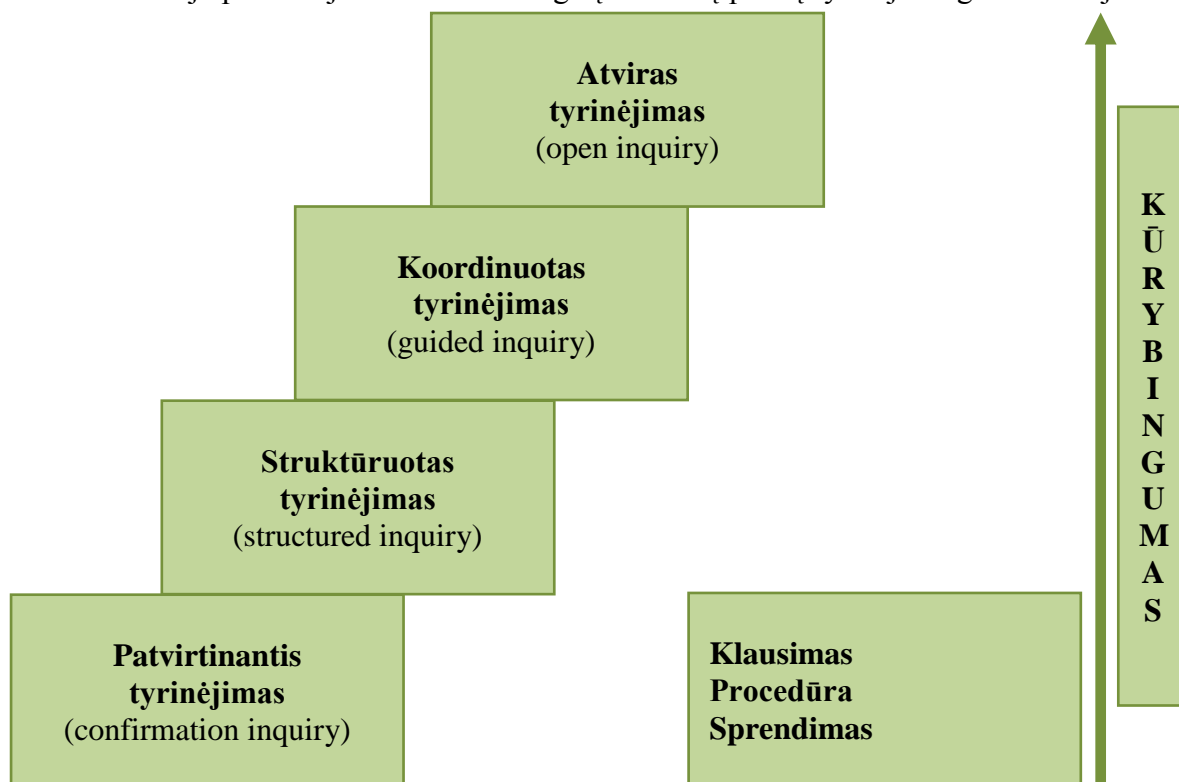 Atviras
tyrinėjimas
(open inquiry)
Koordinuotas
tyrinėjimas
(guided inquiry)
Struktūruotas
tyrinėjimas
(structured inquiry)
Patvirtinantis
tyrinėjimas
(confirmation inquiry)
Klausimas
Procedūra
Sprendimas
KŪRYBINGUMAS